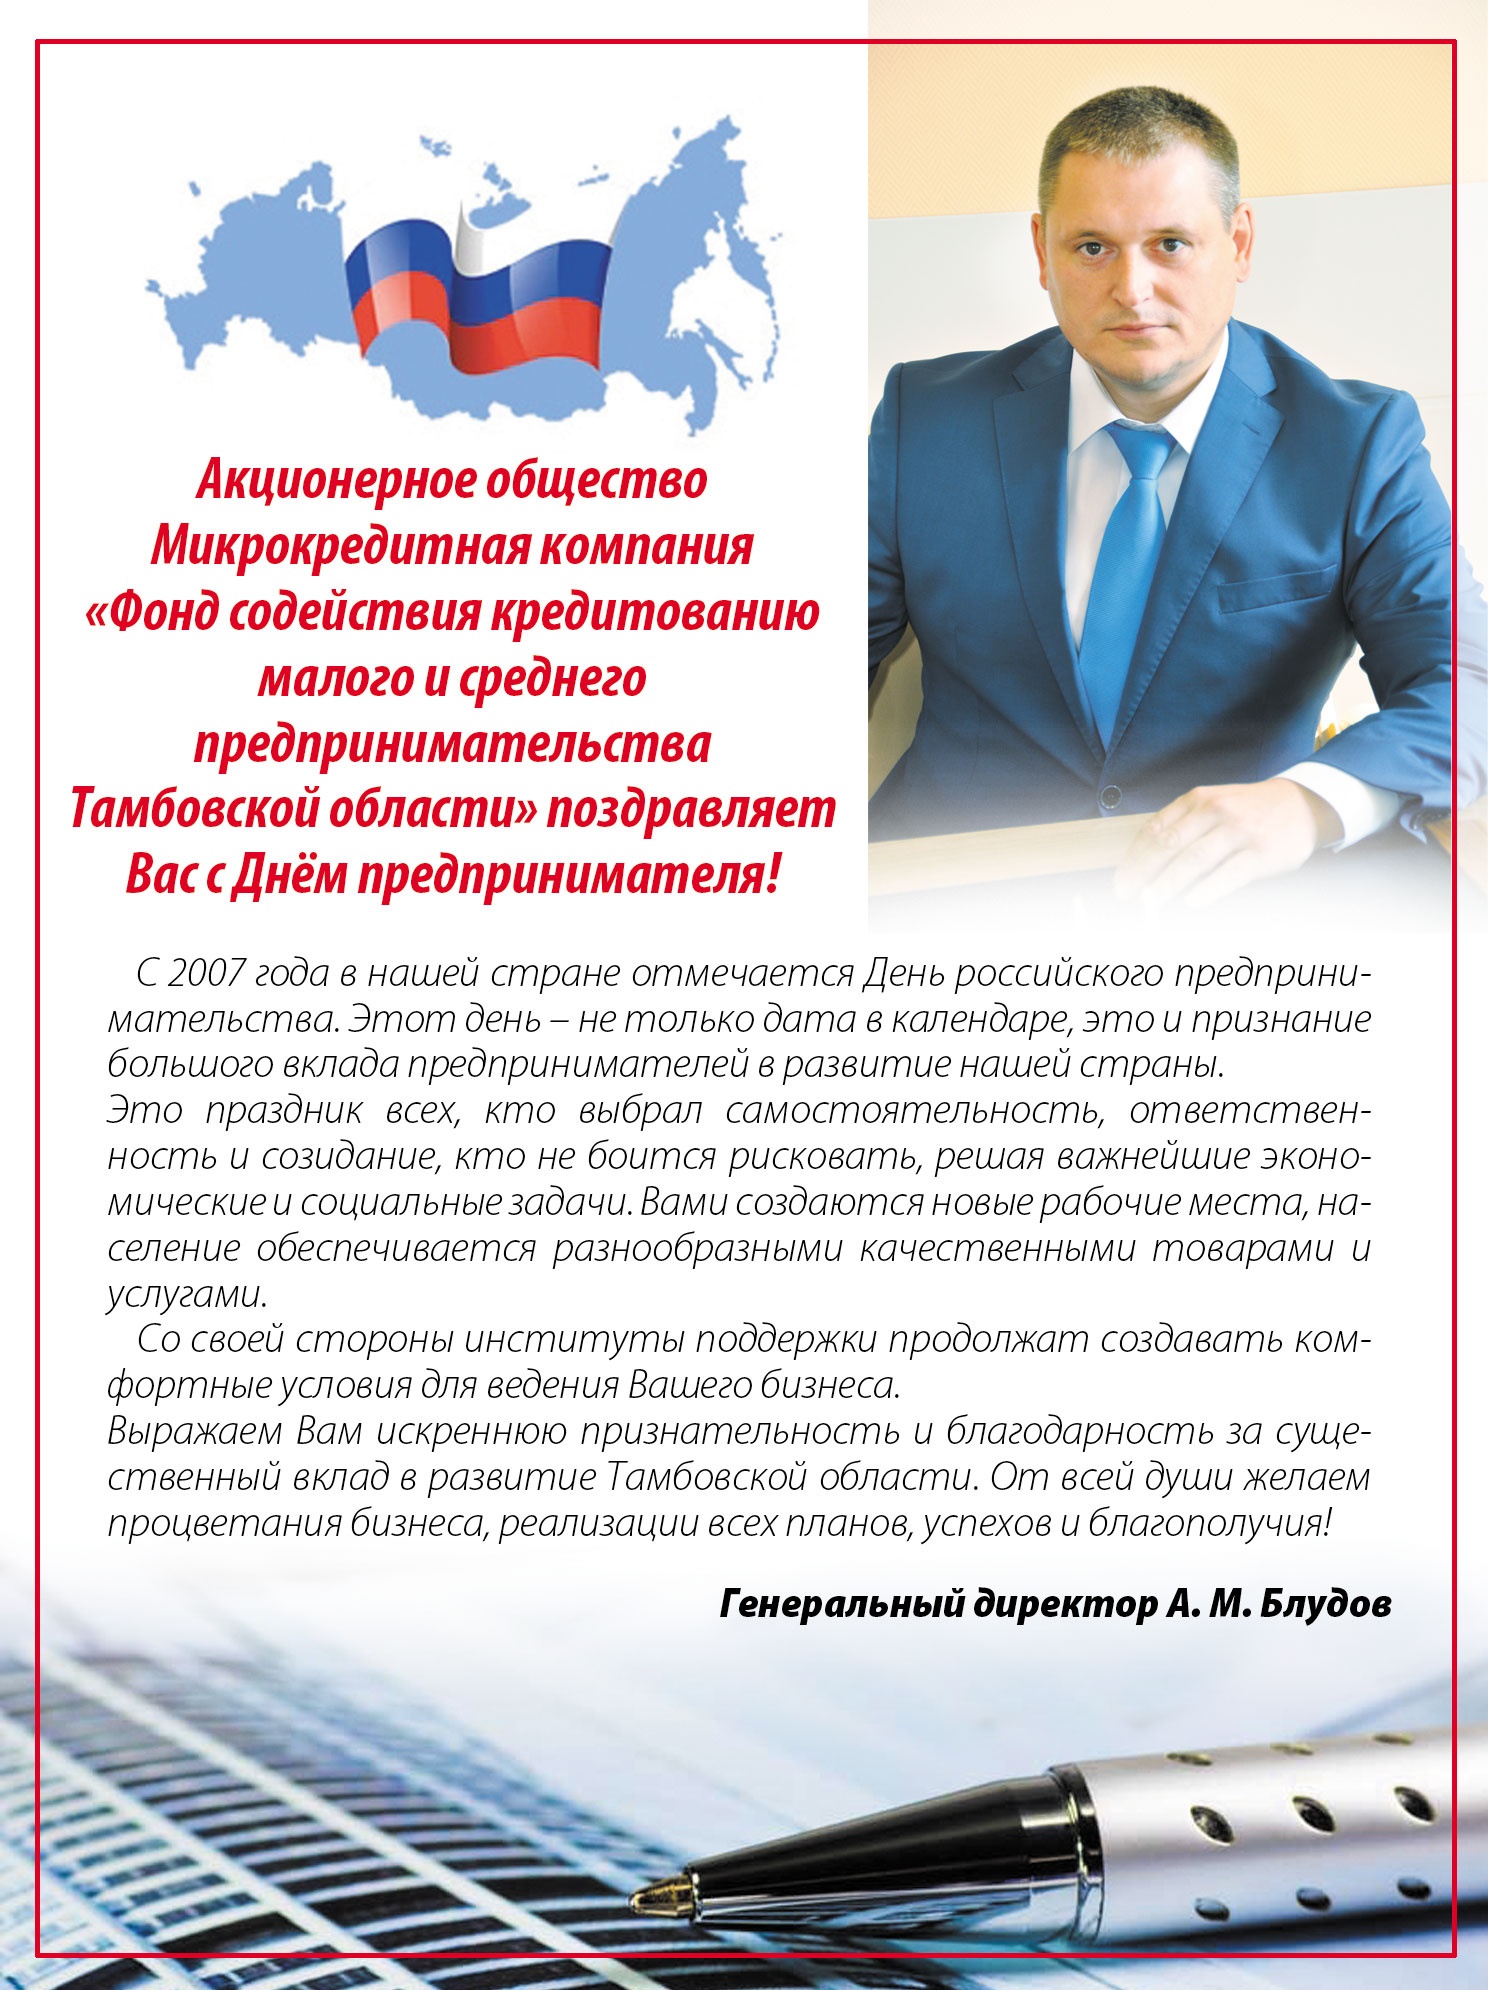 Акционерное общество
Микрокредитная компания
«Фонд содействия кредитованию
малого и среднего
предпринимательства
Тамбовской области» поздравляет
Вас с Днём предпринимателя!
С 2007 года в нашей стране отмечается День российского предприни-
мательства. Этот день – не только дата в календаре, это и признание
большого вклада предпринимателей в развитие нашей страны.
Это праздник всех, кто выбрал самостоятельность, ответствен-
ность и созидание, кто не боится рисковать, решая важнейшие эконо-
мические и социальные задачи. Вами создаются новые рабочие места, на-
селение обеспечивается разнообразными качественными товарами и
услугами.
Со своей стороны институты поддержки продолжат создавать ком-
фортные условия для ведения Вашего бизнеса.
Выражаем Вам искреннюю признательность и благодарность за суще-
ственный вклад в развитие Тамбовской области. От всей души желаем
процветания бизнеса, реализации всех планов, успехов и благополучия!
Генеральный директор А. М. Блудов